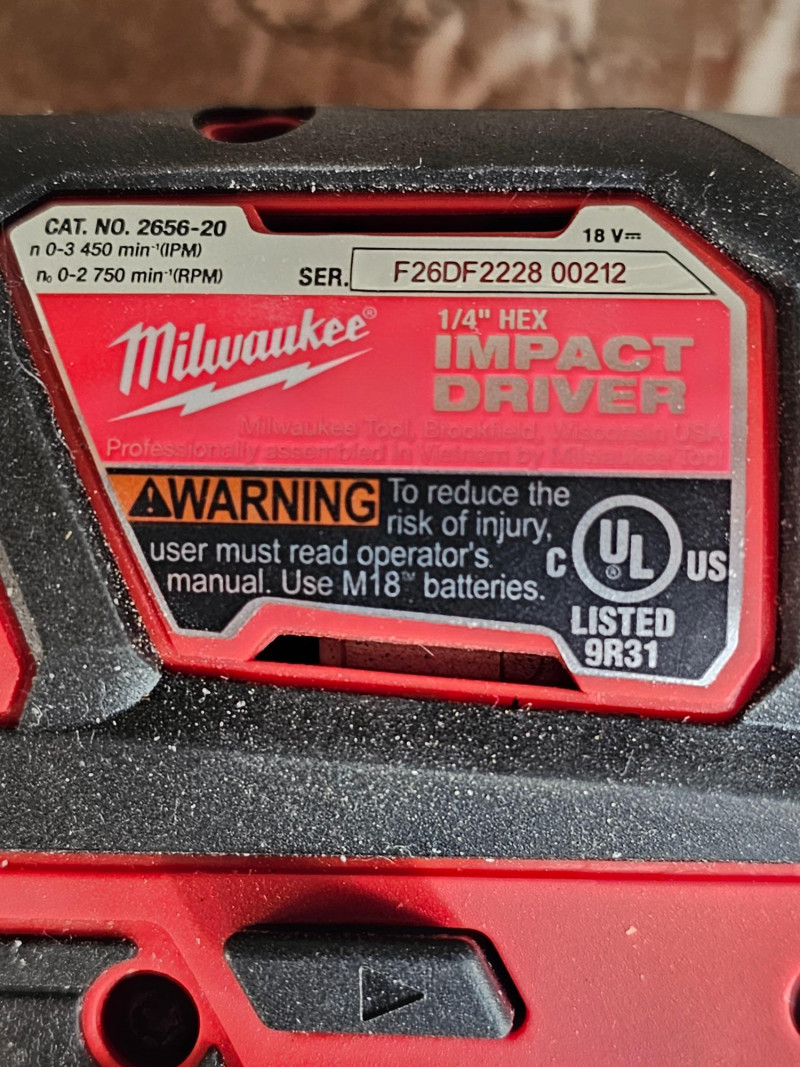 CAT. NO. 2656-20
n 0-3 450 min⁻¹(IPM)
n₀ 0-2 750 min⁻¹(RPM)
18 V⎓
SER. F26DF2228 00212
Milwaukee®
1/4" HEX
IMPACT
DRIVER
Milwaukee Tool, Brookfield, Wisconsin USA
Professionally assembled in Vietnam by Milwaukee Tool
⚠WARNING To reduce the
risk of injury,
user must read operator's
manual. Use M18™ batteries.
C UL® US
LISTED
9R31